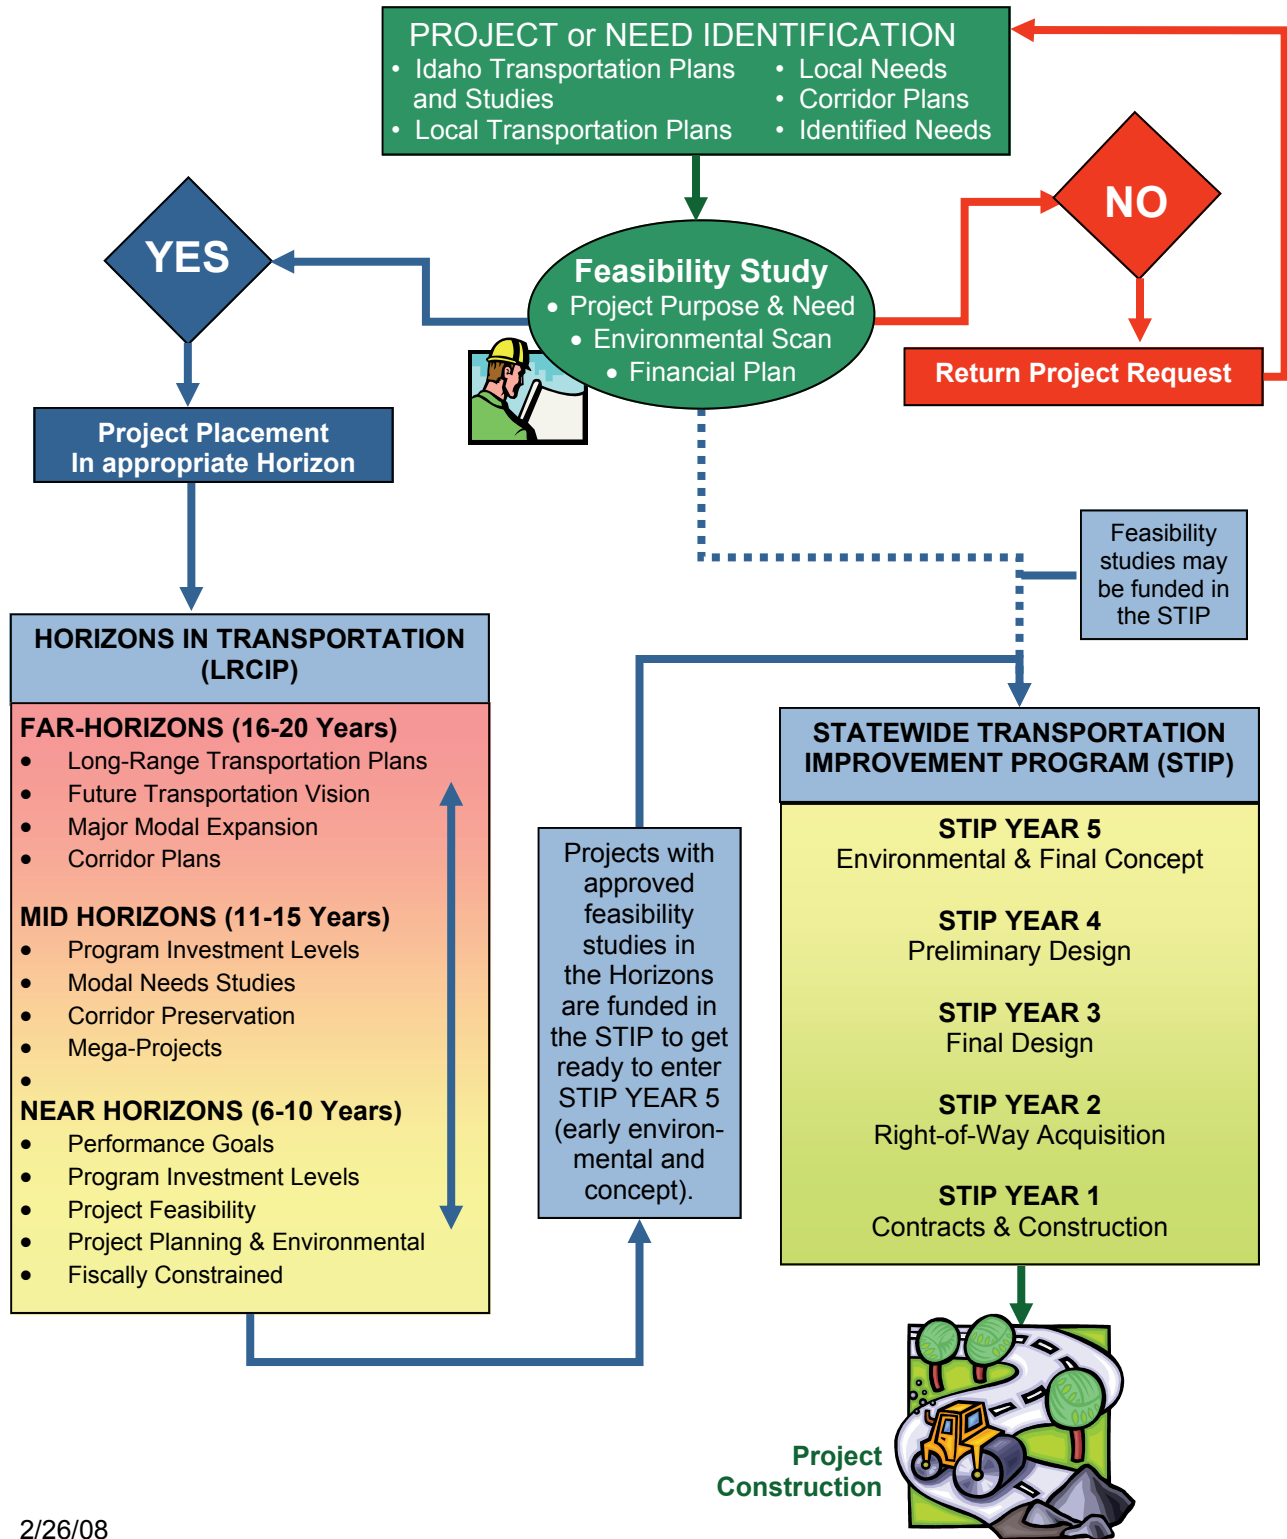 PROJECT or NEED IDENTIFICATION
• Idaho Transportation Plans
and Studies
• Local Transportation Plans
• Local Needs
• Corridor Plans
• Identified Needs
YES
NO
Feasibility Study
• Project Purpose & Need
• Environmental Scan
• Financial Plan
Return Project Request
Project Placement
In appropriate Horizon
Feasibility
studies may
be funded in
the STIP
HORIZONS IN TRANSPORTATION
(LRCIP)
FAR-HORIZONS (16-20 Years)
• Long-Range Transportation Plans
• Future Transportation Vision
• Major Modal Expansion
• Corridor Plans
MID HORIZONS (11-15 Years)
• Program Investment Levels
• Modal Needs Studies
• Corridor Preservation
• Mega-Projects
•
NEAR HORIZONS (6-10 Years)
• Performance Goals
• Program Investment Levels
• Project Feasibility
• Project Planning & Environmental
• Fiscally Constrained
Projects with
approved
feasibility
studies in
the Horizons
are funded in
the STIP to get
ready to enter
STIP YEAR 5
(early environ-
mental and
concept).
STATEWIDE TRANSPORTATION
IMPROVEMENT PROGRAM (STIP)
STIP YEAR 5
Environmental & Final Concept
STIP YEAR 4
Preliminary Design
STIP YEAR 3
Final Design
STIP YEAR 2
Right-of-Way Acquisition
STIP YEAR 1
Contracts & Construction
Project
Construction
2/26/08